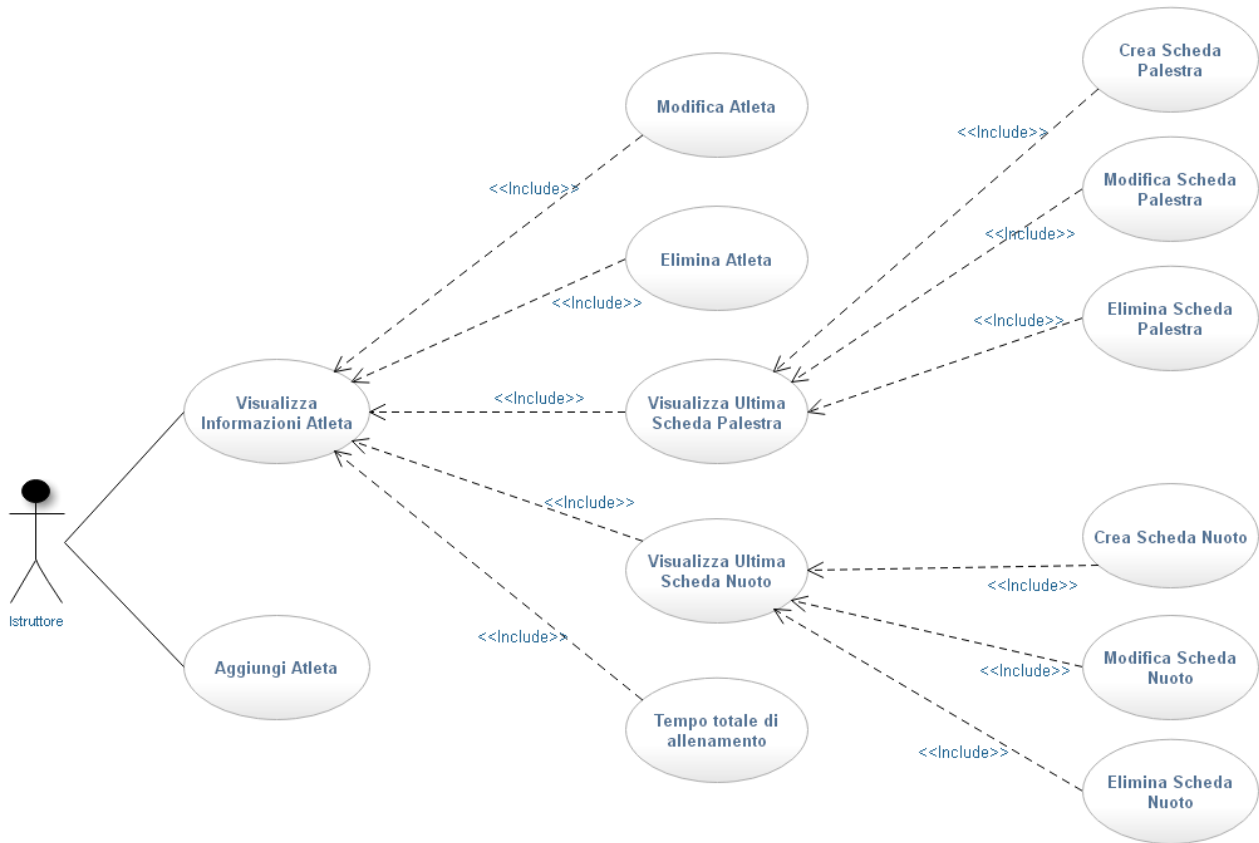 Crea Scheda
Palestra
Modifica Atleta
<<Include>>
Modifica Scheda
Palestra
<<Include>>
<<Include>>
Elimina Atleta
<<Include>>
Elimina Scheda
Palestra
<<Include>>
Visualizza
Informazioni Atleta
<<Include>>
Visualizza Ultima
Scheda Palestra
<<Include>>
Visualizza Ultima
Scheda Nuoto
Crea Scheda Nuoto
<<Include>>
Istruttore
<<Include>>
Aggiungi Atleta
Modifica Scheda
Nuoto
<<Include>>
Tempo totale di
allenamento
<<Include>>
Elimina Scheda
Nuoto